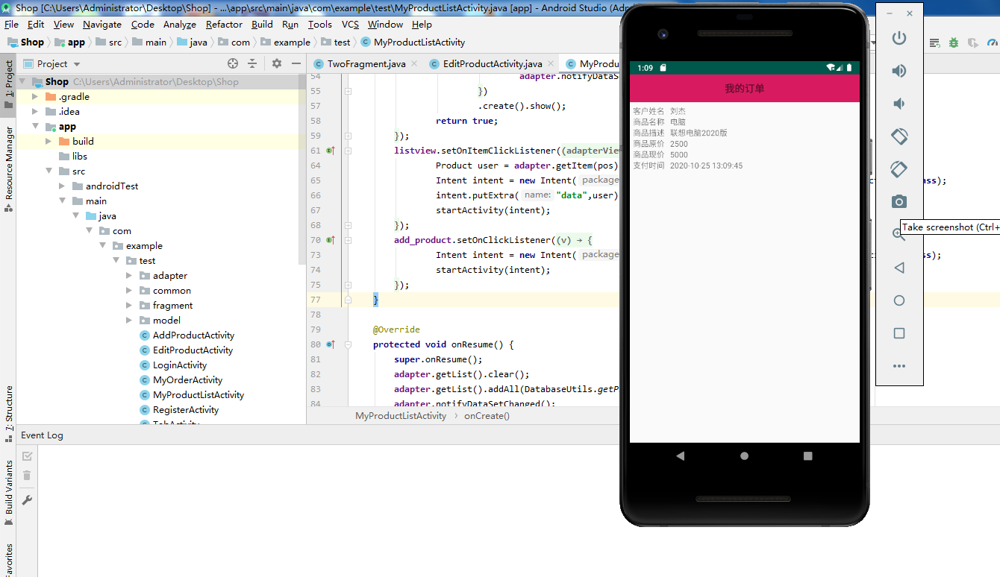 Shop [C:\Users\Administrator\Desktop\Shop] - ...\app\src\main\java\com\example\test\MyProductListActivity.java [app] - Android Studio (Adm
File Edit View Navigate Code Analyze Refactor Build Run Tools VCS Window Help
Shop app src main java com example test MyProductListActivity
1: Project
Resource Manager
7: Structure
Build Variants
Favorites
Project
Shop C:\Users\Administrator\Desktop\Shop
.gradle
.idea
app
build
libs
src
androidTest
main
java
com
example
test
adapter
common
fragment
model
AddProductActivity
EditProductActivity
LoginActivity
MyOrderActivity
MyProductListActivity
RegisterActivity
TabActivity
TwoFragment.java EditProductActivity.java MyProdu
54 adapter.notifyDataS
55 })
56 .create().show();
58 return true;
59 });
61 listview.setOnItemClickListener((adapterVie
64 Product user = adapter.getItem(pos)
65 Intent intent = new Intent( package
66 intent.putExtra( name: "data",user)
67 startActivity(intent);
68 });
70 add_product.setOnClickListener((v) → {
73 Intent intent = new Intent( package
74 startActivity(intent);
75 });
77 }
78
79 @Override
80 protected void onResume() {
81 super.onResume();
82 adapter.getList().clear();
83 adapter.getList().addAll(DatabaseUtils.getP
84 adapter.notifyDataSetChanged();
ass);
ass);
MyProductListActivity onCreate()
Event Log
1:09
我的订单
客户姓名 刘杰
商品名称 电脑
商品描述 联想电脑2020版
商品原价 2500
商品现价 5000
支付时间 2020-10-25 13:09:45
Take screenshot (Ctrl+